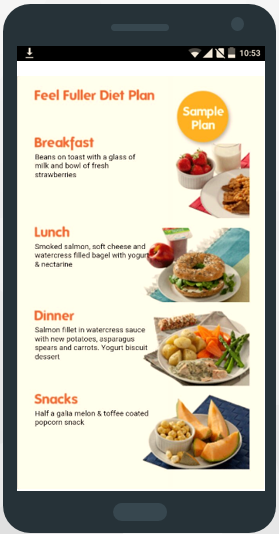 10:53
Feel Fuller Diet Plan
Sample
Plan
Breakfast
Beans on toast with a glass of
milk and bowl of fresh
strawberries
Lunch
Smoked salmon, soft cheese and
watercress filled bagel with yogurt
& nectarine
Dinner
Salmon fillet in watercress sauce
with new potatoes, asparagus
spears and carrots. Yogurt biscuit
dessert
Snacks
Half a galia melon & toffee coated
popcorn snack